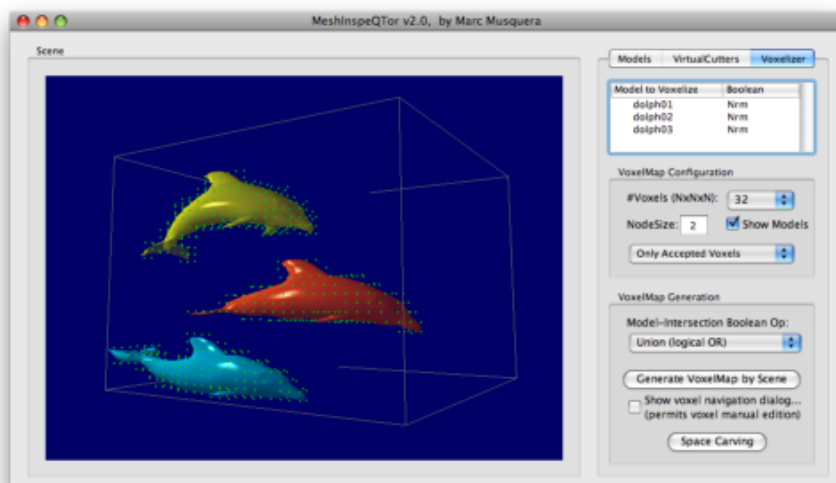 MeshInspeQTor v2.0, by Marc Musquera
Scene
Models VirtualCutters Voxelizer
Model to Voxelize Boolean
dolph01 Nrm
dolph02 Nrm
dolph03 Nrm
VoxelMap Configuration
#Voxels (NxNxN): 32
NodeSize: 2 Show Models
Only Accepted Voxels
VoxelMap Generation
Model-Intersection Boolean Op:
Union (logical OR)
Generate VoxelMap by Scene
Show voxel navigation dialog...
(permits voxel manual edition)
Space Carving